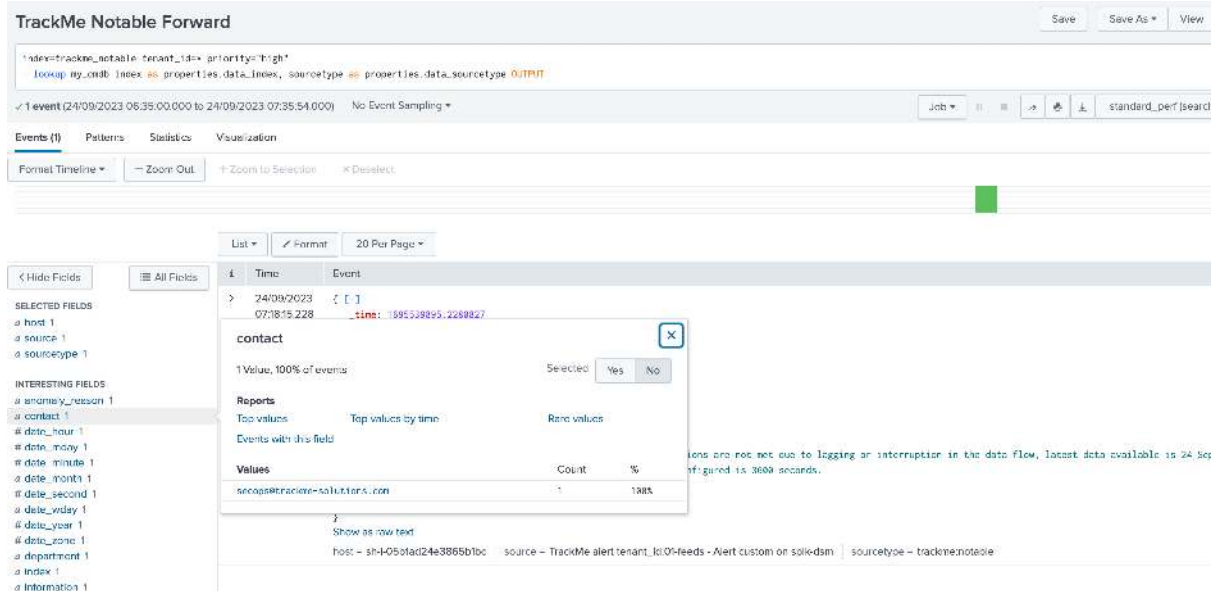 TrackMe Notable Forward
Save
Save As
View
index=trackme_notable tenant_id=* priority="high"
lookup my_cmdb index as properties.data_index, sourcetype as properties.data_sourcetype OUTPUT
✓ 1 event (24/09/2023 06:35:00.000 to 24/09/2023 07:35:54.000)
No Event Sampling
Job
standard_perf (search
Events (1)
Patterns
Statistics
Visualization
Format Timeline
— Zoom Out
+ Zoom to Selection
× Deselect
List
Format
20 Per Page
< Hide Fields
All Fields
i
Time
Event
SELECTED FIELDS
a host 1
a source 1
a sourcetype 1
INTERESTING FIELDS
a anomaly_reason 1
a contact 1
# date_hour 1
# date_mday 1
# date_minute 1
a date_month 1
# date_second 1
a date_wday 1
# date_year 1
# date_zone 1
a department 1
a index 1
a information 1
>
24/09/2023
07:18:15.228
{ [-]
_time:
contact
×
1 Value, 100% of events
Selected
Yes
No
Reports
Top values
Top values by time
Rare values
Events with this field
Values
Count
%
secops@trackme-solutions.com
1
100%
ions are not met due to lagging or interruption in the data flow, latest data available is 24 Sep
nfigured is 3600 seconds.
}
Show as raw text
host =
source = TrackMe alert tenant_id:01-feeds - Alert custom on splk-dsm
sourcetype = trackme:notable